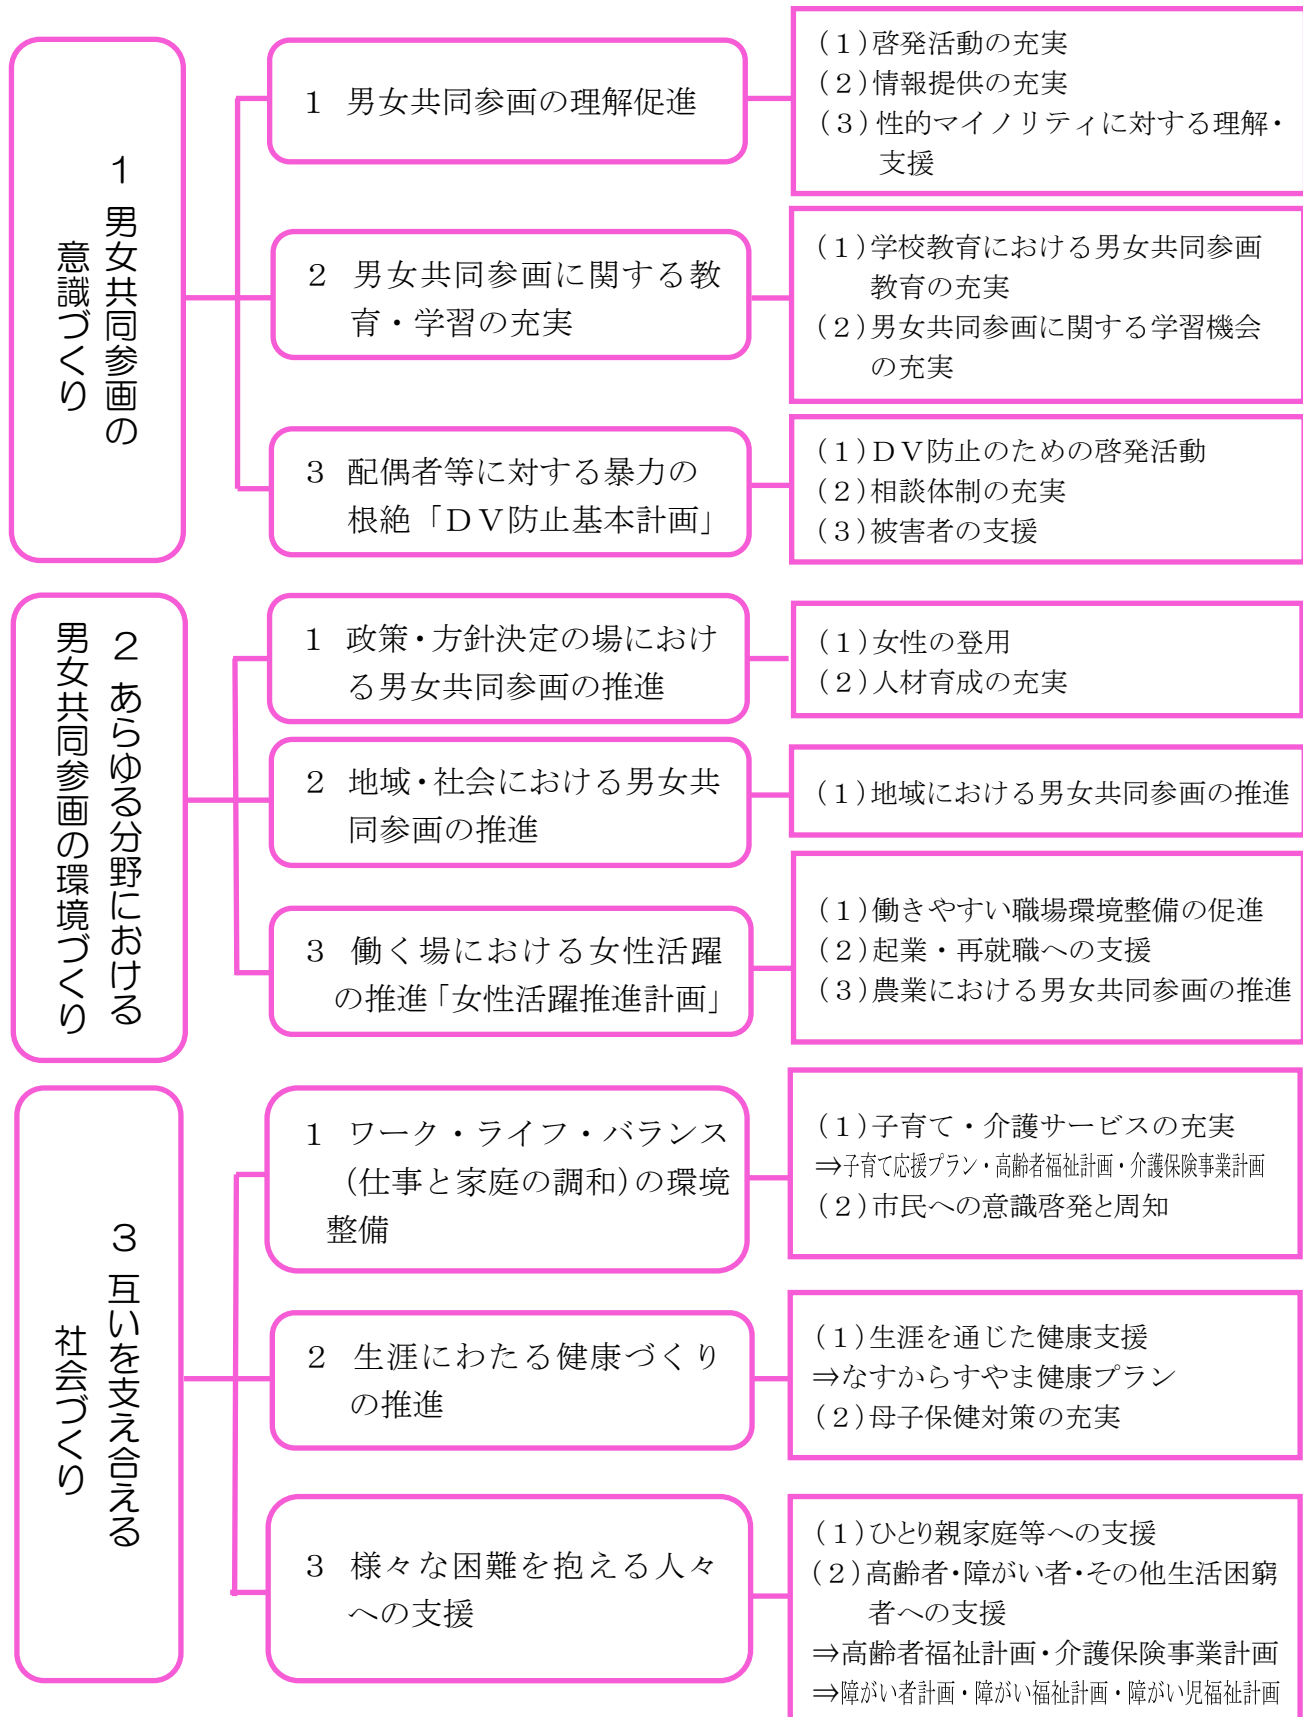 １ 男女共同参画の
意識づくり
１ 男女共同参画の理解促進
（１）啓発活動の充実
（２）情報提供の充実
（３）性的マイノリティに対する理解・
支援
２ 男女共同参画に関する教
育・学習の充実
（１）学校教育における男女共同参画
教育の充実
（２）男女共同参画に関する学習機会
の充実
３ 配偶者等に対する暴力の
根絶「ＤＶ防止基本計画」
（１）ＤＶ防止のための啓発活動
（２）相談体制の充実
（３）被害者の支援
２ あらゆる分野における
男女共同参画の環境づくり
１ 政策・方針決定の場におけ
る男女共同参画の推進
（１）女性の登用
（２）人材育成の充実
２ 地域・社会における男女共
同参画の推進
（１）地域における男女共同参画の推進
３ 働く場における女性活躍
の推進「女性活躍推進計画」
（１）働きやすい職場環境整備の促進
（２）起業・再就職への支援
（３）農業における男女共同参画の推進
３ 互いを支え合える
社会づくり
１ ワーク・ライフ・バランス
（仕事と家庭の調和）の環境
整備
（１）子育て・介護サービスの充実
⇒子育て応援プラン・高齢者福祉計画・介護保険事業計画
（２）市民への意識啓発と周知
２ 生涯にわたる健康づくり
の推進
（１）生涯を通じた健康支援
⇒なすからすやま健康プラン
（２）母子保健対策の充実
３ 様々な困難を抱える人々
への支援
（１）ひとり親家庭等への支援
（２）高齢者・障がい者・その他生活困窮
者への支援
⇒高齢者福祉計画・介護保険事業計画
⇒障がい者計画・障がい福祉計画・障がい児福祉計画